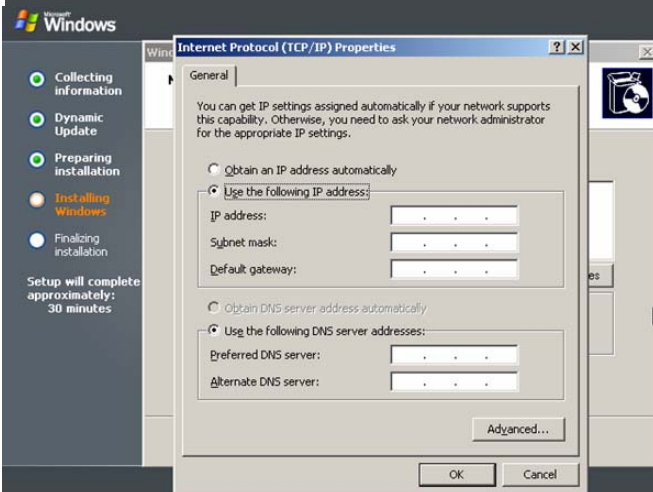 Microsoft
Windows
Collecting
information
Dynamic
Update
Preparing
installation
Installing
Windows
Finalizing
installation
Setup will complete
approximately:
30 minutes
Internet Protocol (TCP/IP) Properties
General
You can get IP settings assigned automatically if your network supports
this capability. Otherwise, you need to ask your network administrator
for the appropriate IP settings.
Obtain an IP address automatically
Use the following IP address:
IP address:
Subnet mask:
Default gateway:
Obtain DNS server address automatically
Use the following DNS server addresses:
Preferred DNS server:
Alternate DNS server:
Advanced...
OK
Cancel